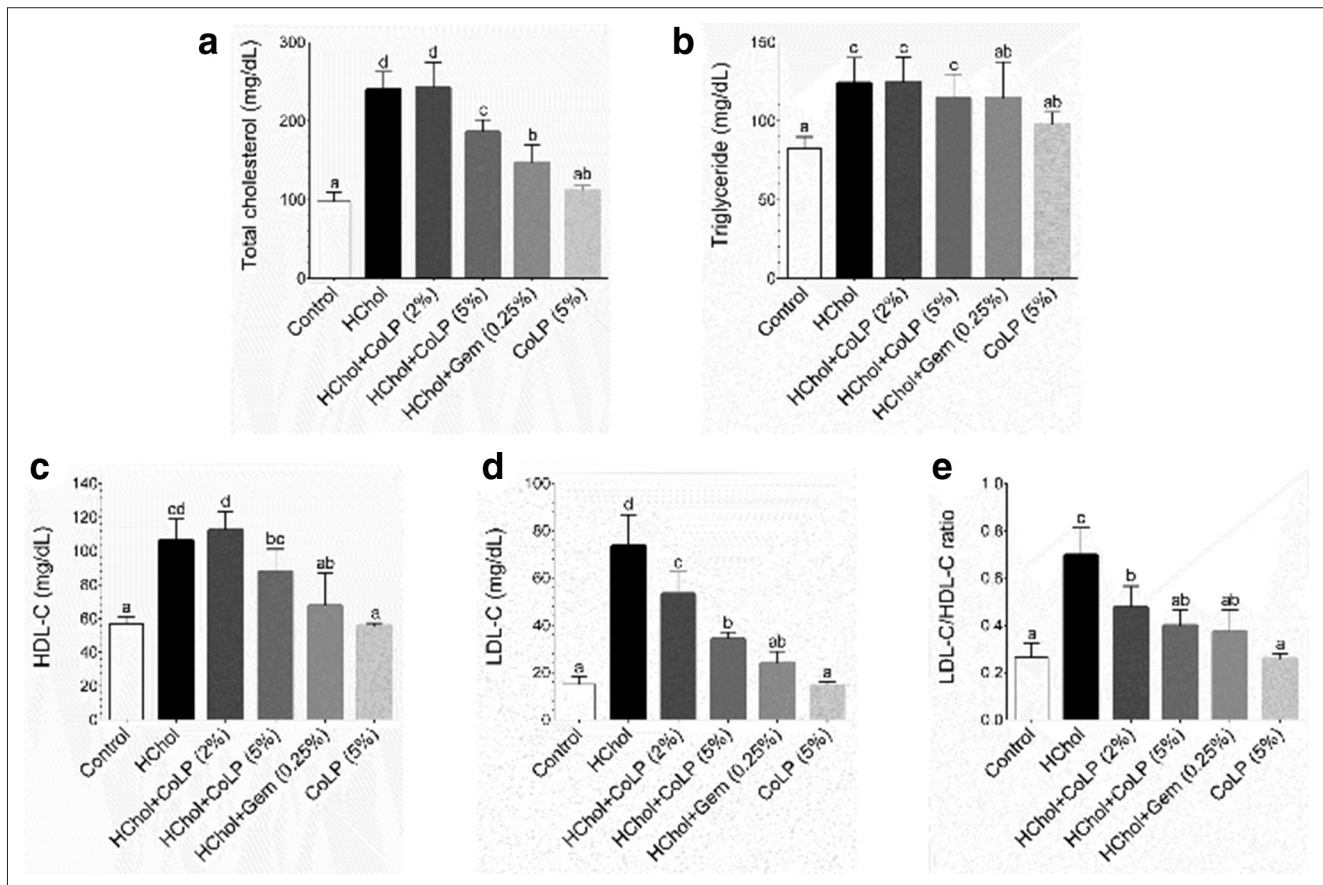 a
Total cholesterol (mg/dL)
300
200
100
0
a
d
d
c
b
ab
Control
HChol
HChol+CoLP (2%)
HChol+CoLP (5%)
HChol+Gem (0.25%)
CoLP (5%)
b
Triglyceride (mg/dL)
150
100
50
0
a
c
c
c
ab
ab
Control
HChol
HChol+CoLP (2%)
HChol+CoLP (5%)
HChol+Gem (0.25%)
CoLP (5%)
c
HDL-C (mg/dL)
140
120
100
80
60
40
20
0
a
cd
d
bc
ab
a
Control
HChol
HChol+CoLP (2%)
HChol+CoLP (5%)
HChol+Gem (0.25%)
CoLP (5%)
d
LDL-C (mg/dL)
100
80
60
40
20
0
a
d
c
b
ab
a
Control
HChol
HChol+CoLP (2%)
HChol+CoLP (5%)
HChol+Gem (0.25%)
CoLP (5%)
e
LDL-C/HDL-C ratio
1.0
0.8
0.6
0.4
0.2
0.0
a
c
b
ab
ab
a
Control
HChol
HChol+CoLP (2%)
HChol+CoLP (5%)
HChol+Gem (0.25%)
CoLP (5%)